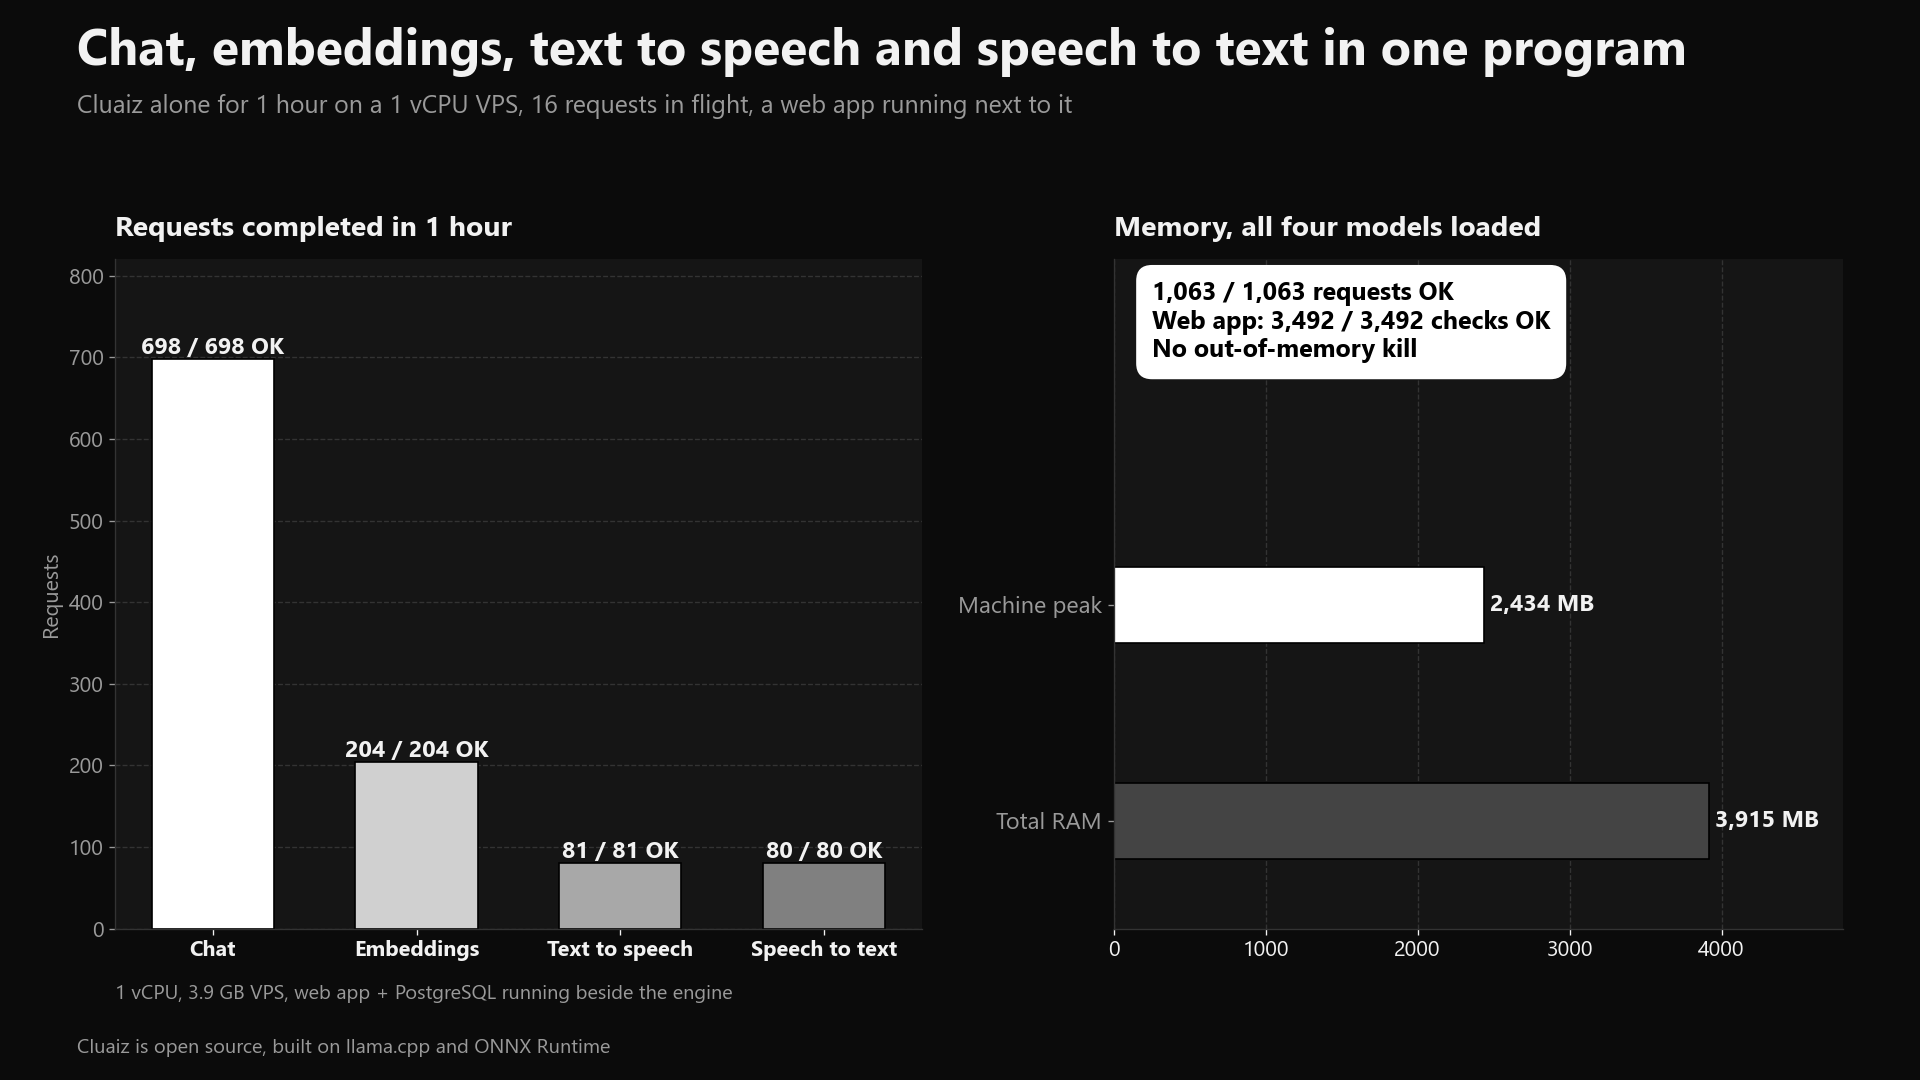 Chat, embeddings, text to speech and speech to text in one program
Cluaiz alone for 1 hour on a 1 vCPU VPS, 16 requests in flight, a web app running next to it
Requests completed in 1 hour
Requests
800
700
600
500
400
300
200
100
0
698 / 698 OK
204 / 204 OK
81 / 81 OK
80 / 80 OK
Chat
Embeddings
Text to speech
Speech to text
1 vCPU, 3.9 GB VPS, web app + PostgreSQL running beside the engine
Memory, all four models loaded
1,063 / 1,063 requests OK
Web app: 3,492 / 3,492 checks OK
No out-of-memory kill
Machine peak
2,434 MB
Total RAM
3,915 MB
0
1000
2000
3000
4000
Cluaiz is open source, built on llama.cpp and ONNX Runtime